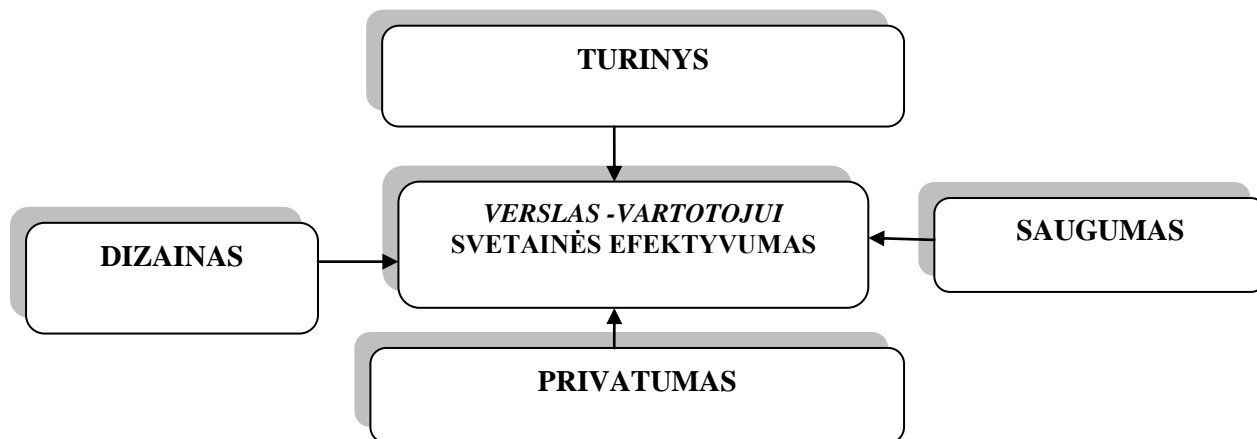 TURINYS
VERSLAS -VARTOTOJUI
SVETAINĖS EFEKTYVUMAS
DIZAINAS
SAUGUMAS
PRIVATUMAS